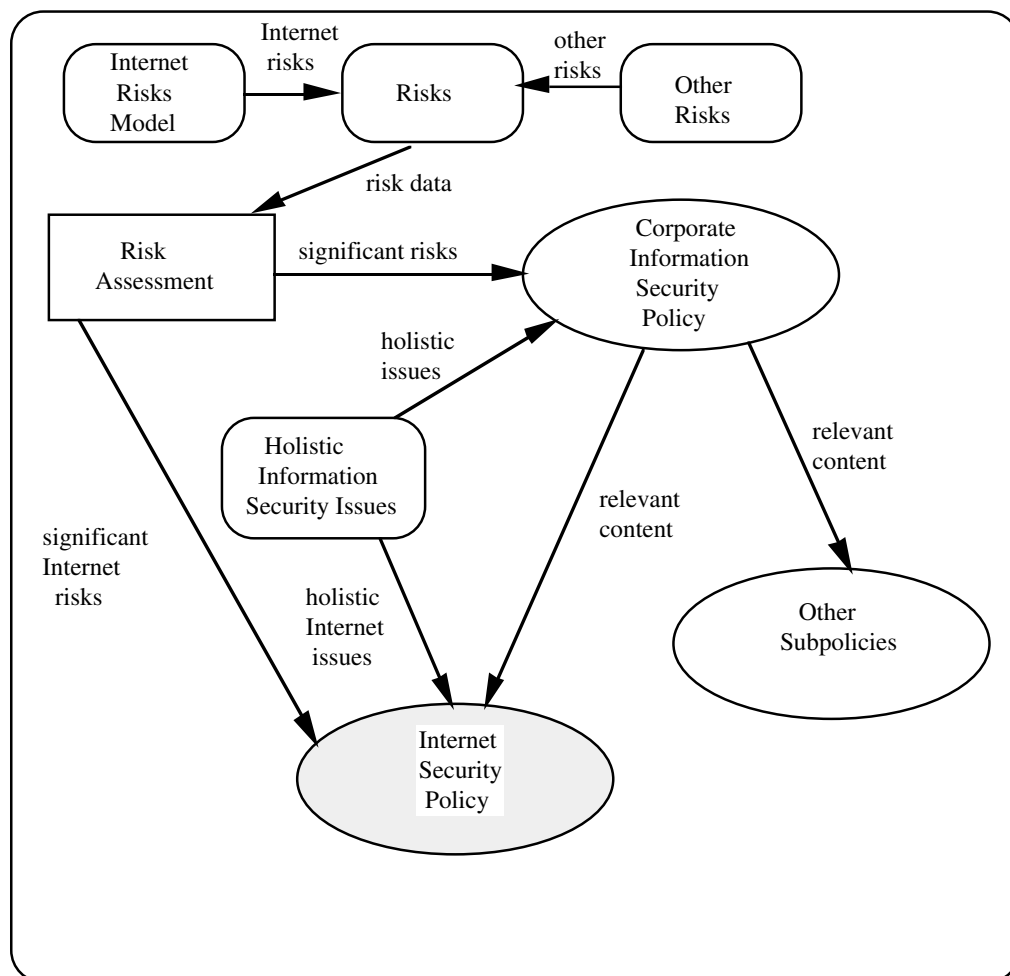 Internet
Risks
Model
Internet
risks
Risks
other
risks
Other
Risks
risk data
Risk
Assessment
significant risks
Corporate
Information
Security
Policy
holistic
issues
Holistic
Information
Security Issues
relevant
content
relevant
content
significant
Internet
risks
holistic
Internet
issues
Other
Subpolicies
Internet
Security
Policy